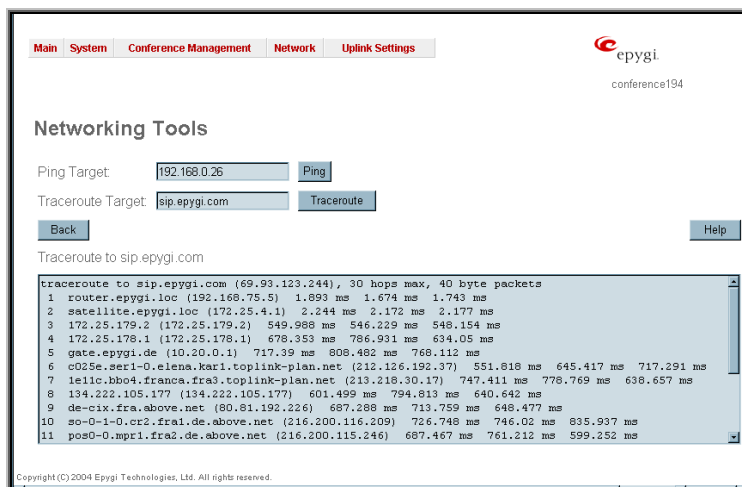 Main System Conference Management Network Uplink Settings
epygi.
conference194
Networking Tools
Ping Target: 192.168.0.26 Ping
Traceroute Target: sip.epygi.com Traceroute
Back Help
Traceroute to sip.epygi.com
traceroute to sip.epygi.com (69.93.123.244), 30 hops max, 40 byte packets
1 router.epygi.loc (192.168.75.5) 1.893 ms 1.674 ms 1.743 ms
2 satellite.epygi.loc (172.25.4.1) 2.244 ms 2.172 ms 2.177 ms
3 172.25.179.2 (172.25.179.2) 549.988 ms 546.229 ms 548.154 ms
4 172.25.178.1 (172.25.178.1) 678.353 ms 786.931 ms 634.05 ms
5 gate.epygi.de (10.20.0.1) 717.39 ms 808.482 ms 768.112 ms
6 c025e.ser1-0.elena.kar1.toplink-plan.net (212.126.192.37) 551.818 ms 645.417 ms 717.291 ms
7 1e11c.bbo4.franca.fra3.toplink-plan.net (213.218.30.17) 747.411 ms 778.769 ms 638.657 ms
8 134.222.105.177 (134.222.105.177) 601.499 ms 794.813 ms 640.642 ms
9 de-cix.fra.above.net (80.81.192.226) 687.288 ms 713.759 ms 648.477 ms
10 so-0-1-0.cr2.fra1.de.above.net (216.200.116.209) 726.748 ms 746.02 ms 835.937 ms
11 pos0-0.mpr1.fra2.de.above.net (216.200.115.246) 687.467 ms 761.212 ms 599.252 ms
Copyright (C) 2004 Epygi Technologies, Ltd. All rights reserved.